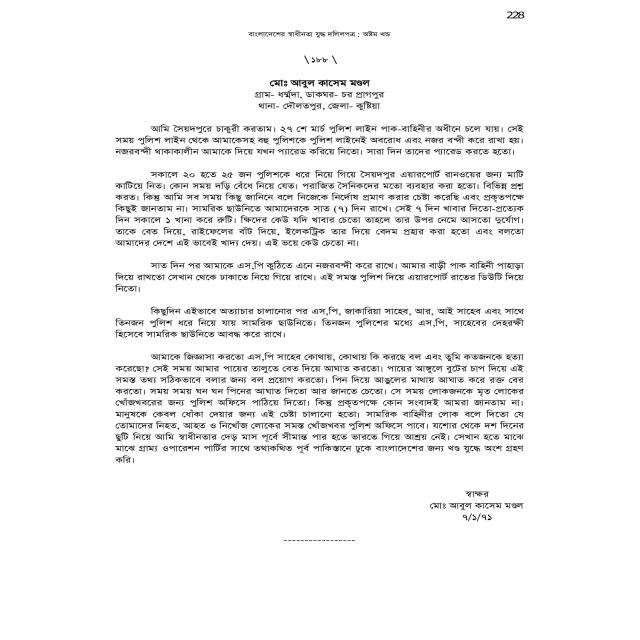 228
বাংলাদেশের স্বাধীনতা যুদ্ধ দলিলপত্র : অষ্টম খন্ড
\ ১৮৮ \
মোঃ আবুল কাসেম মণ্ডল
গ্রাম- ধর্ম্মদা, ডাকঘর- চর প্রাগপুর
থানা- দৌলতপুর, জেলা- কুষ্টিয়া
আমি সৈয়দপুরে চাকুরী করতাম। ২৭ শে মার্চ পুলিশ লাইন পাক-বাহিনীর অধীনে চলে যায়। সেই
সময় পুলিশ লাইন থেকে আমাকেসহ বহু পুলিশকে পুলিশ লাইনেই অবরোধ এবং নজর বন্দী করে রাখা হয়।
নজরবন্দী থাকাকালীন আমাকে দিয়ে যখন প্যারেড করিয়ে নিতো। সারা দিন তাদের প্যারেড করতে হতো।
সকালে ২০ হতে ২৫ জন পুলিশকে ধরে নিয়ে গিয়ে সৈয়দপুর এয়ারপোর্ট রানওয়ের জন্য মাটি
কাটিয়ে নিত। কোন সময় দড়ি বেঁধে নিয়ে যেত। পরাজিত সৈনিকদের মতো ব্যবহার করা হতো। বিভিন্ন প্রশ্ন
করত। কিন্তু আমি সব সময় কিছু জানিনে বলে নিজেকে নির্দোষ প্রমাণ করার চেষ্টা করেছি এবং প্রকৃতপক্ষে
কিছুই জানতাম না। সামরিক ছাউনিতে আমাদেরকে সাত (৭) দিন রাখে। সেই ৭ দিন খাবার দিতো-প্রত্যেক
দিন সকালে ১ খানা করে রুটি। ক্ষিদের কেউ যদি খাবার চেতো তাহলে তার উপর নেমে আসতো দুর্যোগ।
তাকে বেত দিয়ে, রাইফেলের বাঁট দিয়ে, ইলেকট্রিক তার দিয়ে বেদম প্রহার করা হতো এবং বলতো
আমাদের দেশে এই ভাবেই খাদ্য দেয়। এই ভয়ে কেউ চেতো না।
সাত দিন পর আমাকে এস,পি কুঠিতে এনে নজরবন্দী করে রাখে। আমার বাড়ী পাক বাহিনী পাহাড়া
দিয়ে রাখতো সেখান থেকে ঢাকাতে নিয়ে গিয়ে রাখে। এই সমস্ত পুলিশ দিয়ে এয়ারপোর্ট রাতের ডিউটি দিয়ে
নিতো।
কিছুদিন এইভাবে অত্যাচার চালানোর পর এস,পি, জাকারিয়া সাহেব, আর, আই সাহেব এবং সাথে
তিনজন পুলিশ ধরে নিয়ে যায় সামরিক ছাউনিতে। তিনজন পুলিশের মধ্যে এস,পি, সাহেবের দেহরক্ষী
হিসেবে সামরিক ছাউনিতে আবদ্ধ করে রাখে।
আমাকে জিজ্ঞাসা করতো এস,পি সাহেব কোথায়, কোথায় কি করছে বল এবং তুমি কতজনকে হত্যা
করেছো? সেই সময় আমার পায়ের তালুতে বেত দিয়ে আঘাত করতো। পায়ের আঙ্গুলে বুটের চাপ দিয়ে এই
সমস্ত তথ্য সঠিকভাবে বলার জন্য বল প্রয়োগ করতো। পিন দিয়ে আঙুলের মাথায় আঘাত করে রক্ত বের
করতো। সময় সময় ঘন ঘন পিনের আঘাত দিতো আর জানতে চেতো। সে সময় লোকজনকে মৃত লোকের
খোঁজখবরের জন্য পুলিশ অফিসে পাঠিয়ে দিতো। কিন্তু প্রকৃতপক্ষে কোন সংবাদই আমরা জানতাম না।
মানুষকে কেবল ধোঁকা দেয়ার জন্য এই চেষ্টা চালানো হতো। সামরিক বাহিনীর লোক বলে দিতো যে
তোমাদের নিহত, আহত ও নিখোঁজ লোকের সমস্ত খোঁজখবর পুলিশ অফিসে পাবে। যশোর থেকে দশ দিনের
ছুটি নিয়ে আমি স্বাধীনতার দেড় মাস পূর্বে সীমান্ত পার হতে ভারতে গিয়ে আশ্রয় নেই। সেখান হতে মাঝে
মাঝে গ্রাম্য ওপারেশন পার্টির সাথে তথাকথিত পূর্ব পাকিস্তানে ঢুকে বাংলাদেশের জন্য খণ্ড যুদ্ধে অংশ গ্রহণ
করি।
স্বাক্ষর
মোঃ আবুল কাসেম মণ্ডল
৭/১/৭১
-----------------